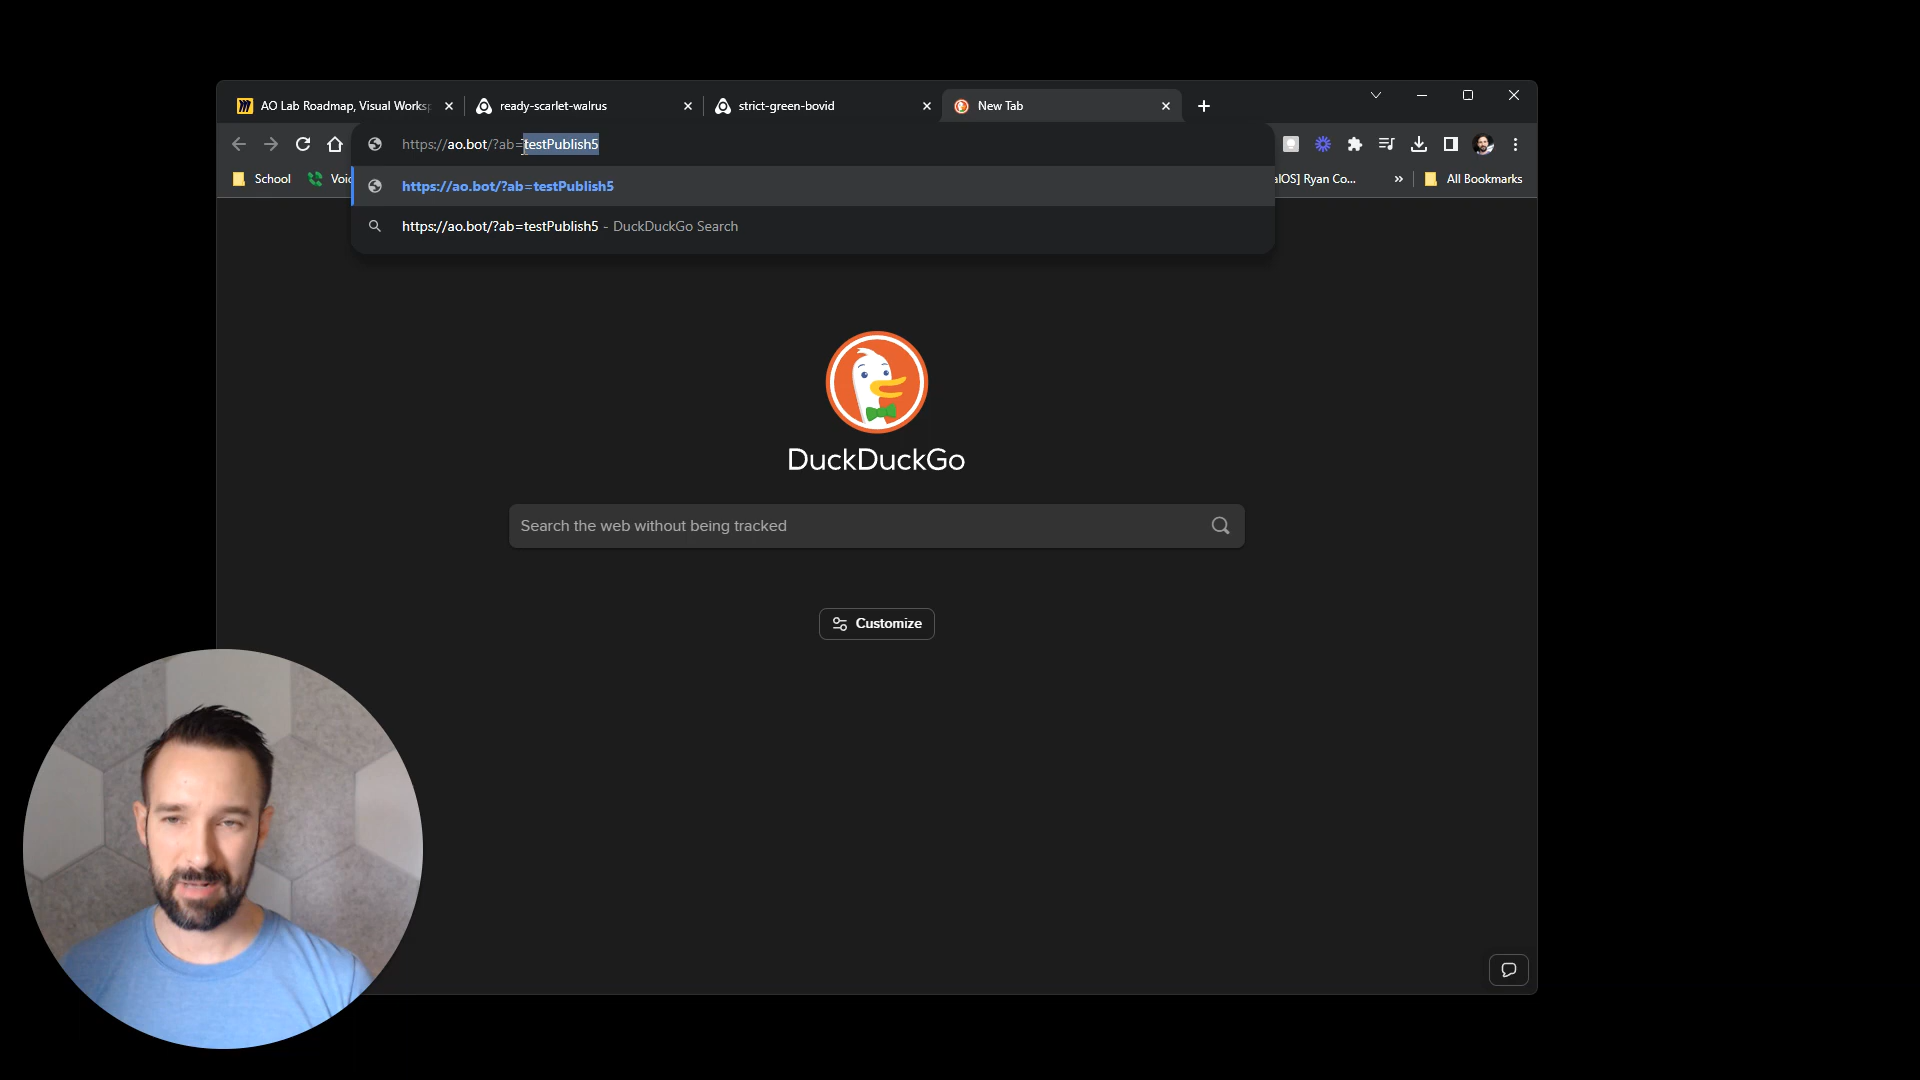 AO Lab Roadmap, Visual Works
ready-scarlet-walrus
strict-green-bovid
New Tab
https://ao.bot/?ab=testPublish5
School
Voic
alOS] Ryan Co...
All Bookmarks
https://ao.bot/?ab=testPublish5
https://ao.bot/?ab=testPublish5 - DuckDuckGo Search
DuckDuckGo
Search the web without being tracked
Customize